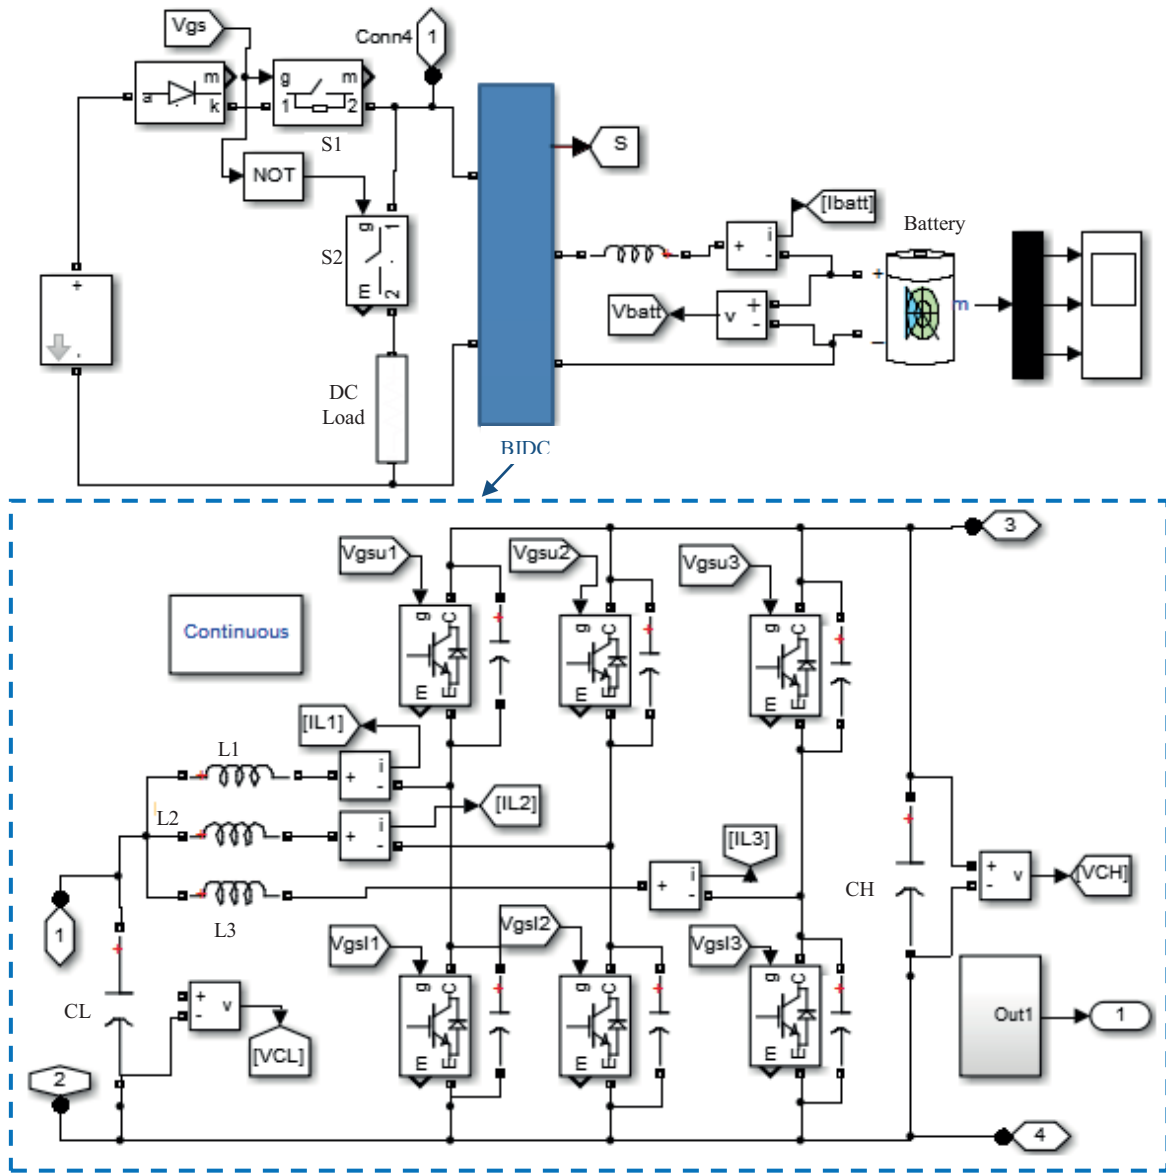 Vgs
Conn4
1
m
a
k
g
m
1
2
S1
NOT
S
g
1
S2
m
2
[Ibatt]
Battery
+
i
-
+
-
m
Vbatt
v
+
-
+
-
DC
Load
BIDC
3
Vgsu1
Vgsu2
Vgsu3
Continuous
g
C
m
E
+
g
C
m
E
+
g
C
m
E
+
[IL1]
L1
+
+
i
-
[IL2]
L2
+
+
i
-
[IL3]
+
+
i
-
L3
1
+
CH
+
-
v
[VCH]
Vgsl1
Vgsl2
Vgsl3
+
CL
+
-
v
[VCL]
g
C
m
E
+
g
C
m
E
+
g
C
m
E
+
Out1
1
2
4